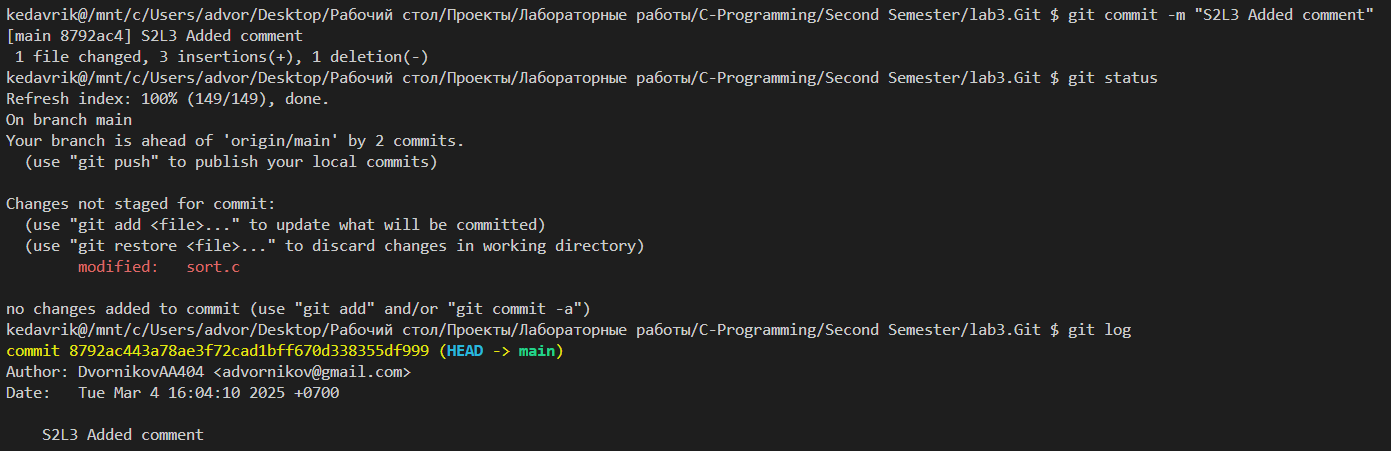 kedavrik@/mnt/c/Users/advor/Desktop/Рабочий стол/Проекты/Лабораторные работы/C-Programming/Second Semester/lab3.Git $ git commit -m "S2L3 Added comment"
[main 8792ac4] S2L3 Added comment
 1 file changed, 3 insertions(+), 1 deletion(-)
kedavrik@/mnt/c/Users/advor/Desktop/Рабочий стол/Проекты/Лабораторные работы/C-Programming/Second Semester/lab3.Git $ git status
Refresh index: 100% (149/149), done.
On branch main
Your branch is ahead of 'origin/main' by 2 commits.
  (use "git push" to publish your local commits)

Changes not staged for commit:
  (use "git add <file>..." to update what will be committed)
  (use "git restore <file>..." to discard changes in working directory)
        modified:   sort.c

no changes added to commit (use "git add" and/or "git commit -a")
kedavrik@/mnt/c/Users/advor/Desktop/Рабочий стол/Проекты/Лабораторные работы/C-Programming/Second Semester/lab3.Git $ git log
commit 8792ac443a78ae3f72cad1bff670d338355df999 (HEAD -> main)
Author: DvornikovAA404 <advornikov@gmail.com>
Date:   Tue Mar 4 16:04:10 2025 +0700

    S2L3 Added comment